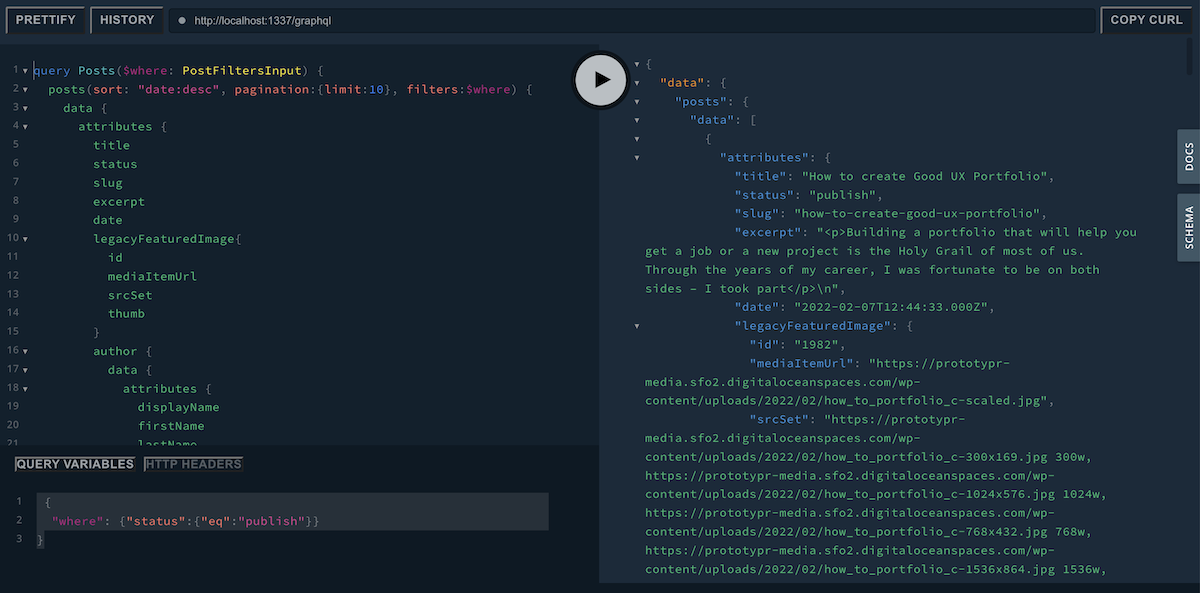 PRETTIFY HISTORY http://localhost:1337/graphql COPY CURL
1 query Posts($where: PostFiltersInput) {
2 posts(sort: "date:desc", pagination:{limit:10}, filters:$where) {
3 data {
4 attributes {
5 title
6 status
7 slug
8 excerpt
9 date
10 legacyFeaturedImage{
11 id
12 mediaItemUrl
13 srcSet
14 thumb
15 }
16 author {
17 data {
18 attributes {
19 displayName
20 firstName
21 lastName
QUERY VARIABLES HTTP HEADERS
1 {
2 "where": {"status":{"eq":"publish"}}
3 }
{
"data": {
"posts": {
"data": [
{
"attributes": {
"title": "How to create Good UX Portfolio",
"status": "publish",
"slug": "how-to-create-good-ux-portfolio",
"excerpt": "<p>Building a portfolio that will help you
get a job or a new project is the Holy Grail of most of us.
Through the years of my career, I was fortunate to be on both
sides – I took part</p>\n",
"date": "2022-02-07T12:44:33.000Z",
"legacyFeaturedImage": {
"id": "1982",
"mediaItemUrl": "https://prototypr-
media.sfo2.digitaloceanspaces.com/wp-
content/uploads/2022/02/how_to_portfolio_c-scaled.jpg",
"srcSet": "https://prototypr-
media.sfo2.digitaloceanspaces.com/wp-
content/uploads/2022/02/how_to_portfolio_c-300x169.jpg 300w,
https://prototypr-media.sfo2.digitaloceanspaces.com/wp-
content/uploads/2022/02/how_to_portfolio_c-1024x576.jpg 1024w,
https://prototypr-media.sfo2.digitaloceanspaces.com/wp-
content/uploads/2022/02/how_to_portfolio_c-768x432.jpg 768w,
https://prototypr-media.sfo2.digitaloceanspaces.com/wp-
content/uploads/2022/02/how_to_portfolio_c-1536x864.jpg 1536w,
DOCS
SCHEMA